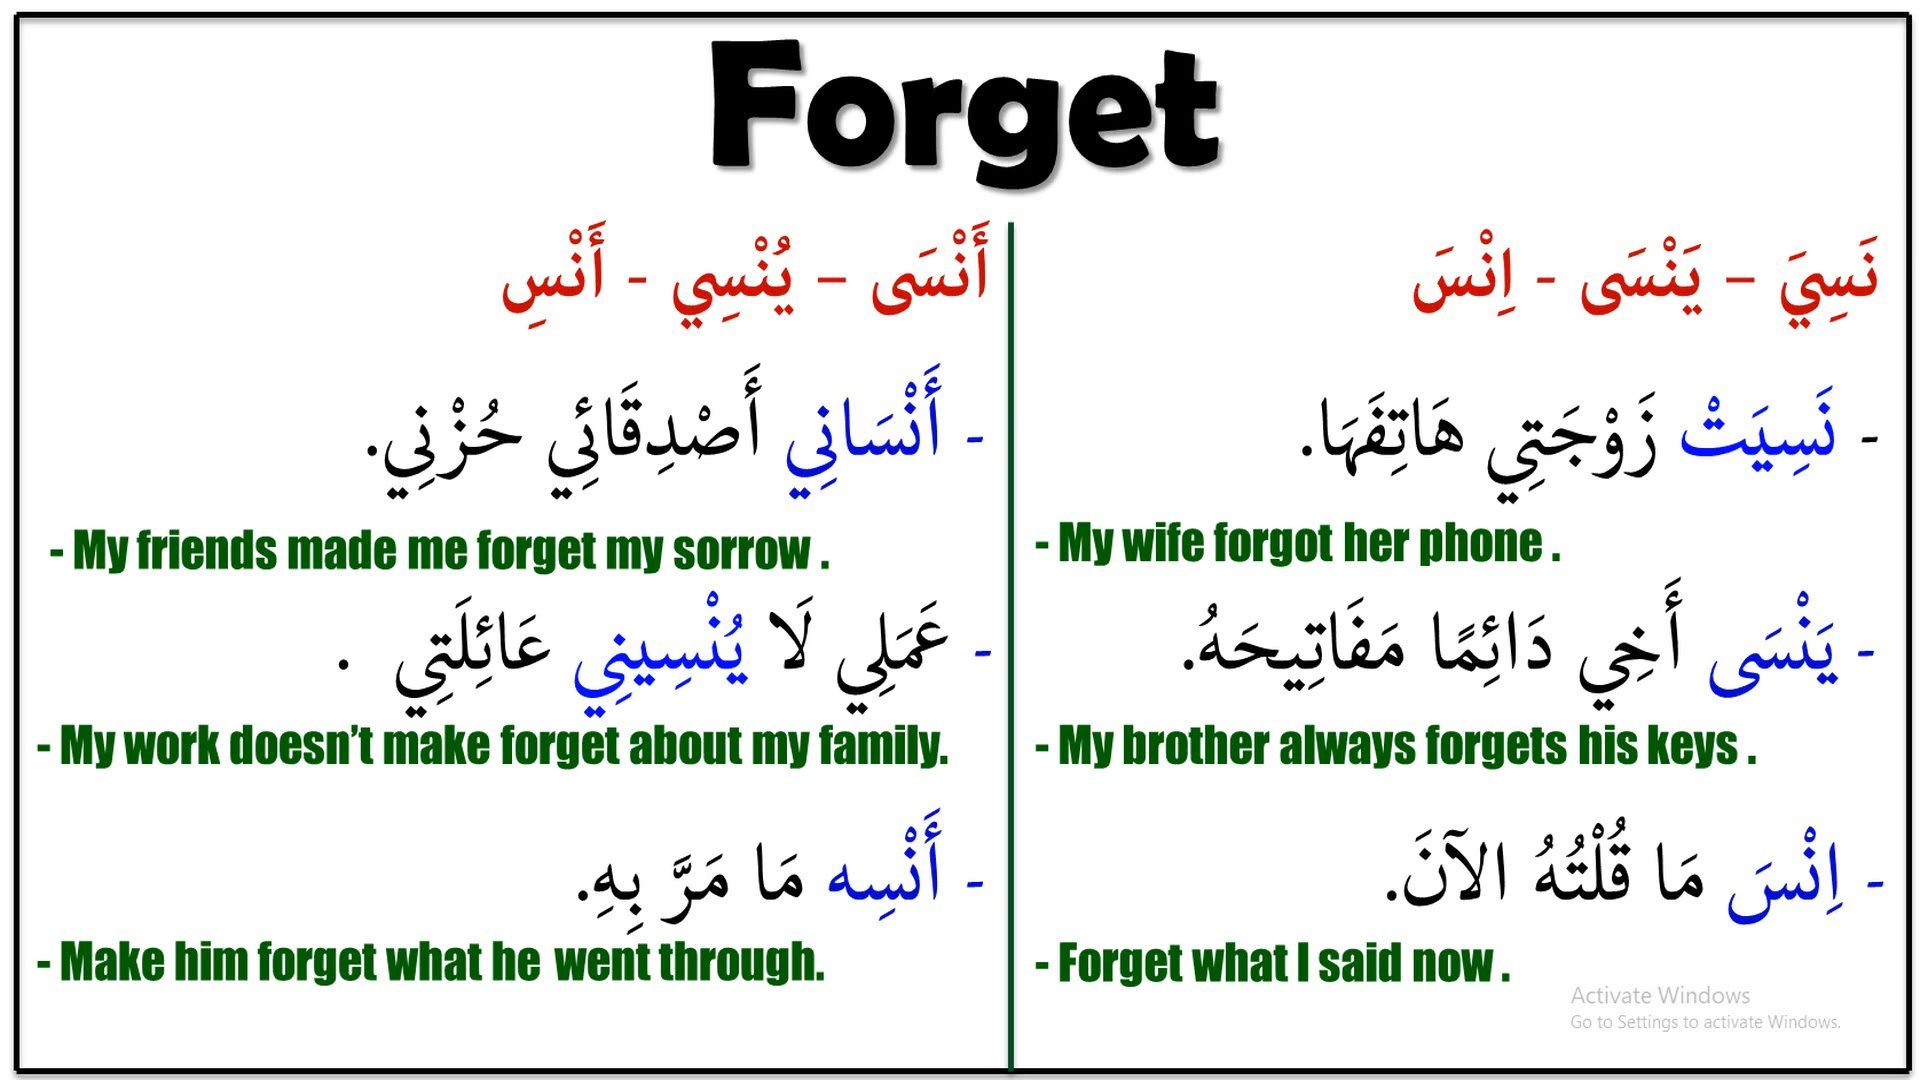 Forget
نَسِيَ – يَنْسَى - اِنْسَ
- نَسِيَتْ زَوْجَتِي هَاتِفَهَا.
- My wife forgot her phone .
- يَنْسَى أَخِي دَائِمًا مَفَاتِيحَهُ.
- My brother always forgets his keys .
- اِنْسَ مَا قُلْتُهُ الآنَ.
- Forget what I said now .
أَنْسَى – يُنْسِي - أَنْسِ
- أَنْسَانِي أَصْدِقَائِي حُزْنِي.
- My friends made me forget my sorrow .
- عَمَلِي لَا يُنْسِينِي عَائِلَتِي .
- My work doesn’t make forget about my family.
- أَنْسِه مَا مَرَّ بِهِ.
- Make him forget what he went through.
Activate Windows
Go to Settings to activate Windows.